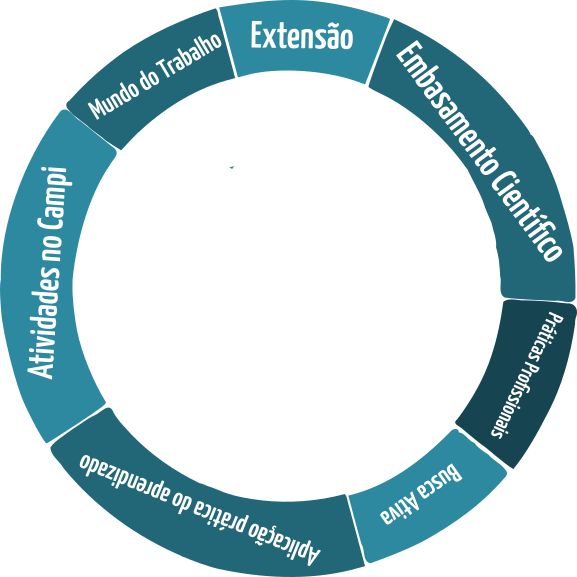 Extensão
Embasamento Científico
Práticas Profissionais
Busca Ativa
Aplicação prática do aprendizado
Atividades no Campi
Mundo do Trabalho